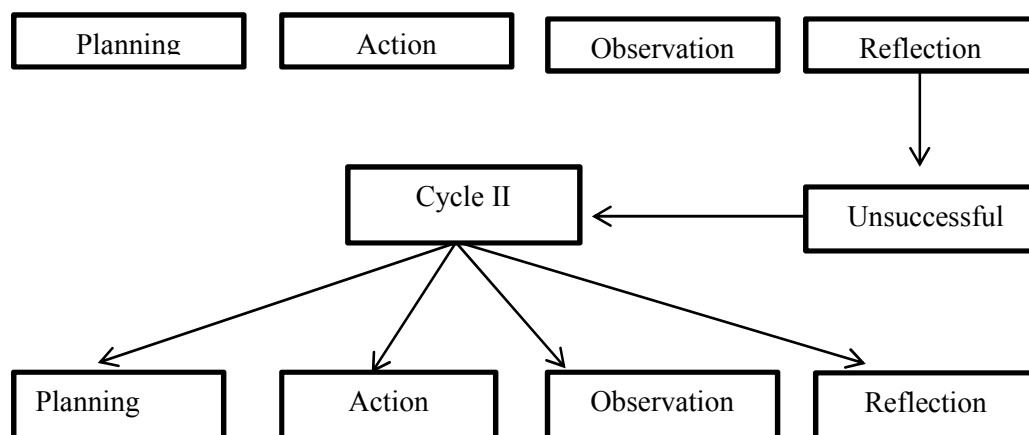 Planning
Action
Observation
Reflection
Cycle II
Unsuccessful
Planning
Action
Observation
Reflection